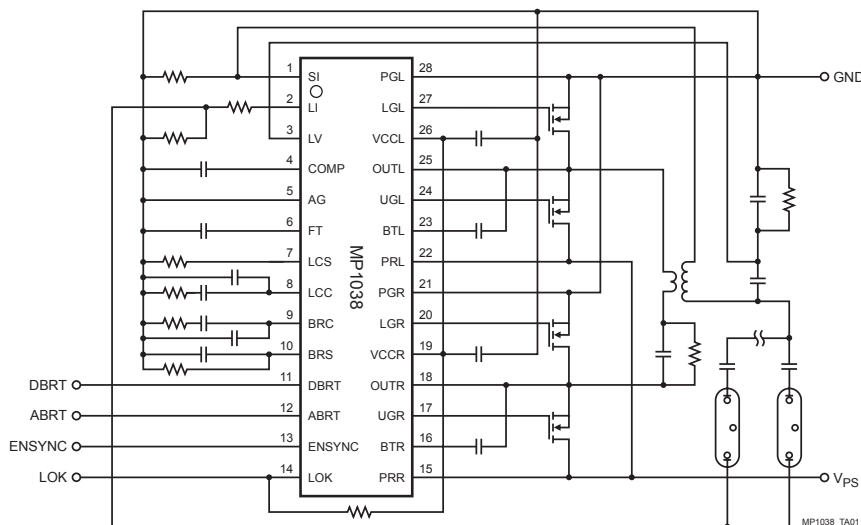 1 SI PGL 28 GND
2 LI LGL 27
3 LV VCCL 26
4 COMP OUTL 25
5 AG UGL 24
6 FT BTL 23
7 LCS PRL 22
8 LCC PGR 21
9 BRC LGR 20
10 BRS VCCR 19
DBRT 11 DBRT OUTR 18
ABRT 12 ABRT UGR 17
ENSYNC 13 ENSYNC BTR 16
LOK 14 LOK PRR 15 VPS
MP1038
MP1038_TA01